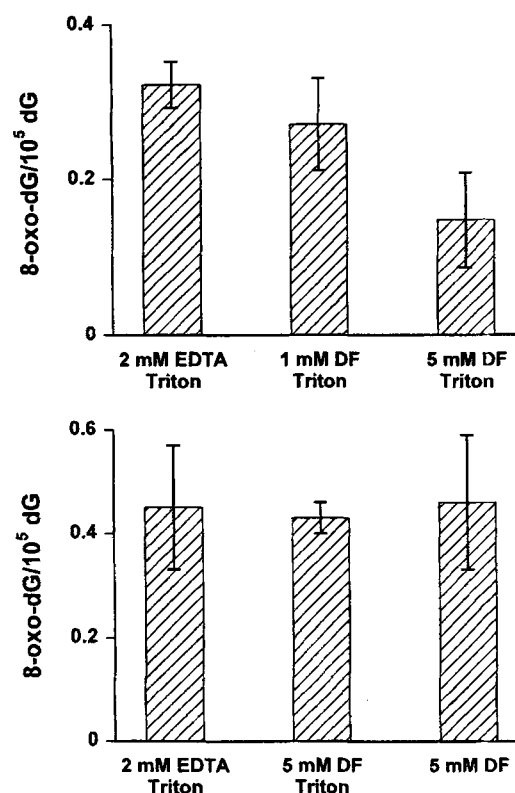 0.4
8-oxo-dG/10⁵ dG
0.2
0
2 mM EDTA 1 mM DF 5 mM DF
Triton Triton Triton
0.6
8-oxo-dG/10⁵ dG
0.4
0.2
0
2 mM EDTA 5 mM DF 5 mM DF
Triton Triton